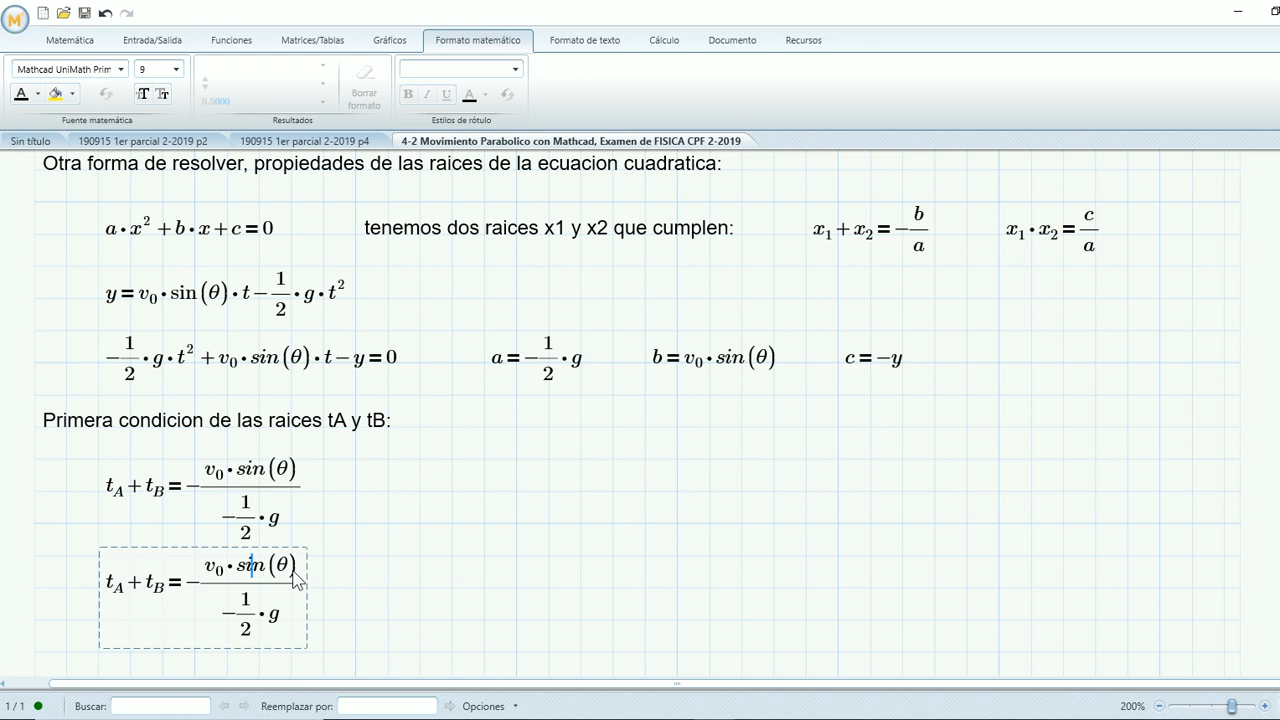 Matemática Entrada/Salida Funciones Matrices/Tablas Gráficos Formato matemático Formato de texto Cálculo Documento Recursos
Mathcad UniMath Prim 9
A Tt Tt Borrar formato B I U A
0.5000
Fuente matemática Resultados Estilos de rótulo
Sin título 190915 1er parcial 2-2019 p2 190915 1er parcial 2-2019 p4 4-2 Movimiento Parabolico con Mathcad, Examen de FISICA CPF 2-2019
Otra forma de resolver, propiedades de las raices de la ecuacion cuadratica:
a·x² + b·x + c = 0 tenemos dos raices x1 y x2 que cumplen: x₁ + x₂ = −b/a x₁·x₂ = c/a
y = v₀·sin(θ)·t − 1/2·g·t²
−1/2·g·t² + v₀·sin(θ)·t − y = 0 a = −1/2·g b = v₀·sin(θ) c = −y
Primera condicion de las raices tA y tB:
t_A + t_B = − (v₀·sin(θ))/(−1/2·g)
t_A + t_B = − (v₀·sin(θ))/(−1/2·g)
1 / 1 Buscar: Reemplazar por: Opciones 200%